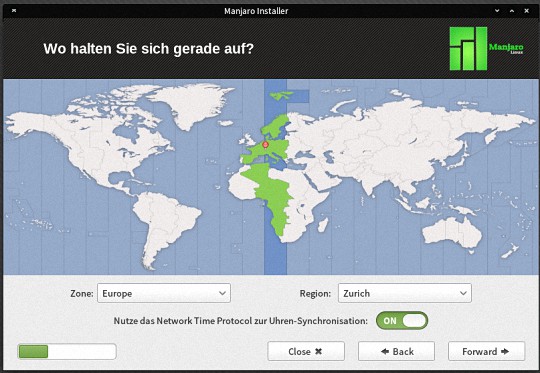 Manjaro Installer
Wo halten Sie sich gerade auf?
Manjaro
Linux
Zone: Europe Region: Zurich
Nutze das Network Time Protocol zur Uhren-Synchronisation: ON
Close Back Forward